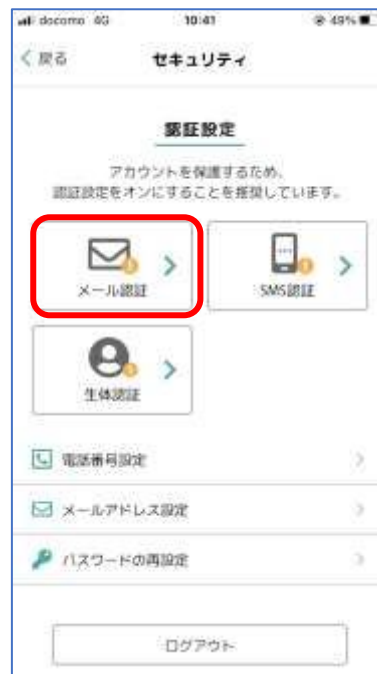 docomo 4G 10:41 49%
戻る セキュリティ
認証設定
アカウントを保護するため、
認証設定をオンにすることを推奨しています。
メール認証 SMS認証
生体認証
電話番号設定
メールアドレス設定
パスワードの再設定
ログアウト